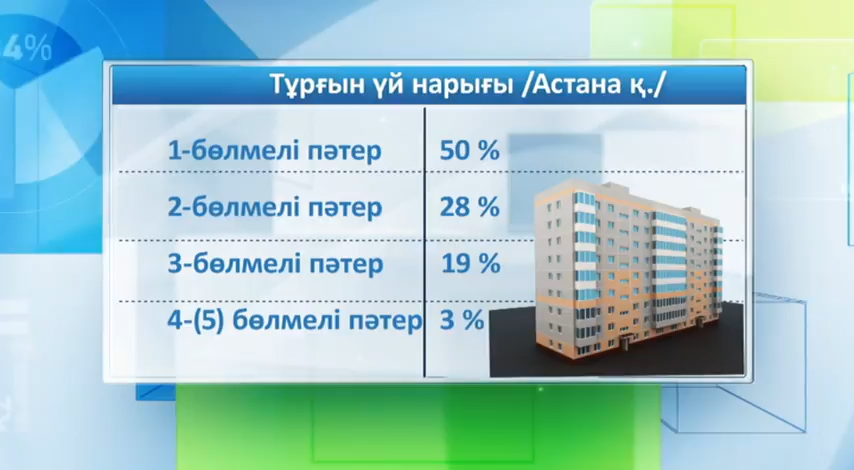 4%
Тұрғын үй нарығы /Астана қ./
1-бөлмелі пәтер 50 %
2-бөлмелі пәтер 28 %
3-бөлмелі пәтер 19 %
4-(5) бөлмелі пәтер 3 %